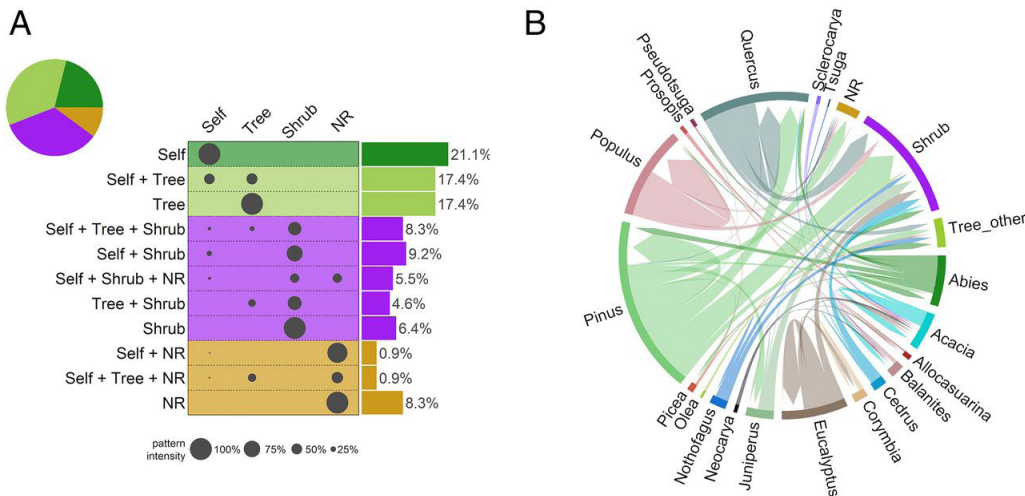 A
Self
Tree
Shrub
NR
Self
21.1%
Self + Tree
17.4%
Tree
17.4%
Self + Tree + Shrub
8.3%
Self + Shrub
9.2%
Self + Shrub + NR
5.5%
Tree + Shrub
4.6%
Shrub
6.4%
Self + NR
0.9%
Self + Tree + NR
0.9%
NR
8.3%
pattern
intensity
100%
75%
50%
25%
B
Quercus
Sclerocarya
Tsuga
NR
Shrub
Tree_other
Abies
Acacia
Allocasuarina
Balanites
Cedrus
Corymbia
Eucalyptus
Juniperus
Neocarya
Nothofagus
Olea
Picea
Pinus
Populus
Prosopis
Pseudotsuga